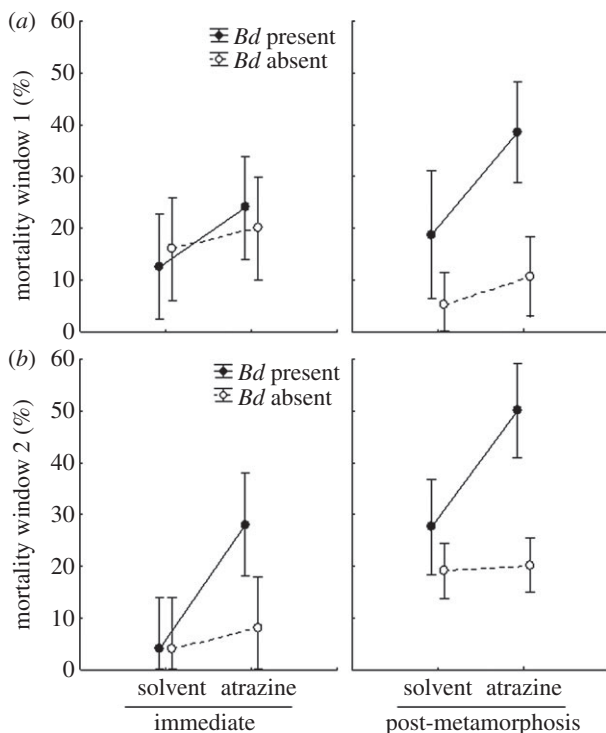 (a)
60
50
40
30
20
10
0
mortality window 1 (%)
Bd present
Bd absent
(b)
60
50
40
30
20
10
0
mortality window 2 (%)
Bd present
Bd absent
solvent atrazine
immediate
solvent atrazine
post-metamorphosis